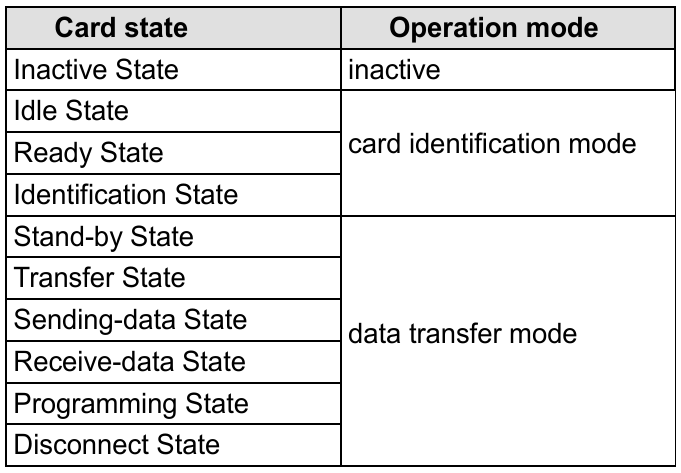 Card state Operation mode
Inactive State inactive
Idle State
Ready State
card identification mode
Identification State
Stand-by State
Transfer State
Sending-data State
data transfer mode
Receive-data State
Programming State
Disconnect State